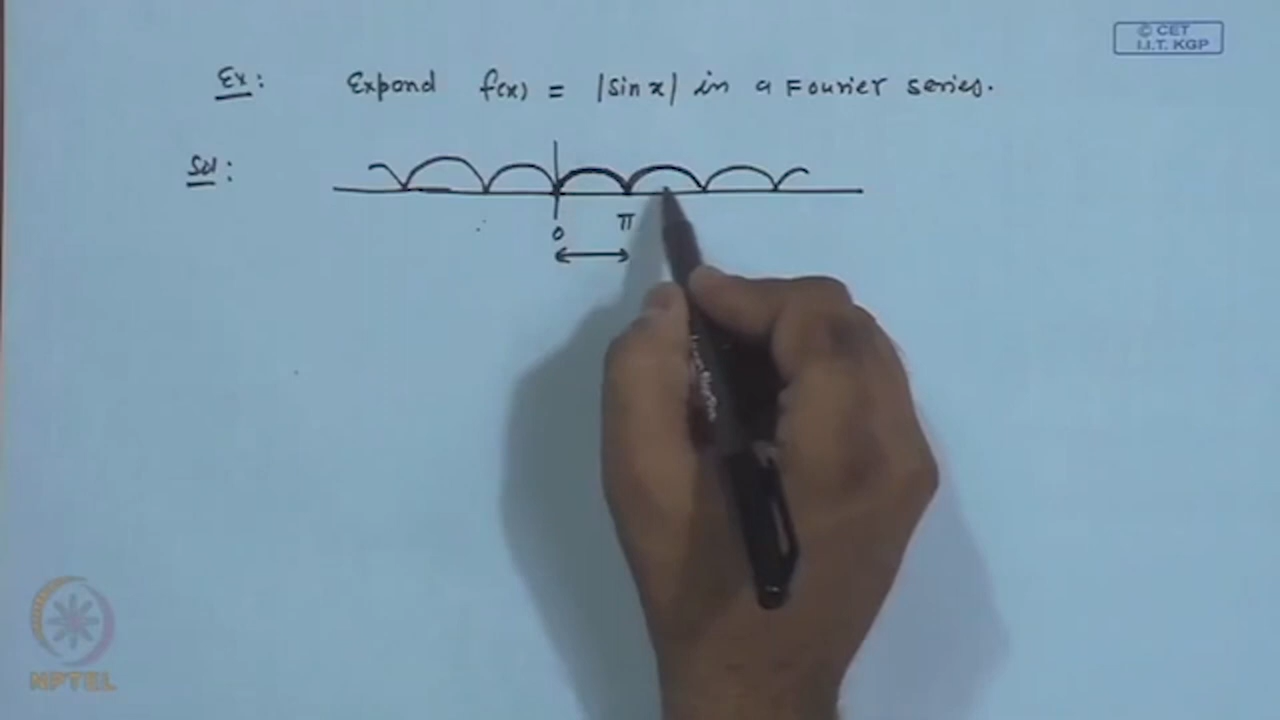 © CET
I.I.T. KGP
Ex: Expand f(x) = |sin x| in a Fourier series.
Sol:
0 π
NPTEL